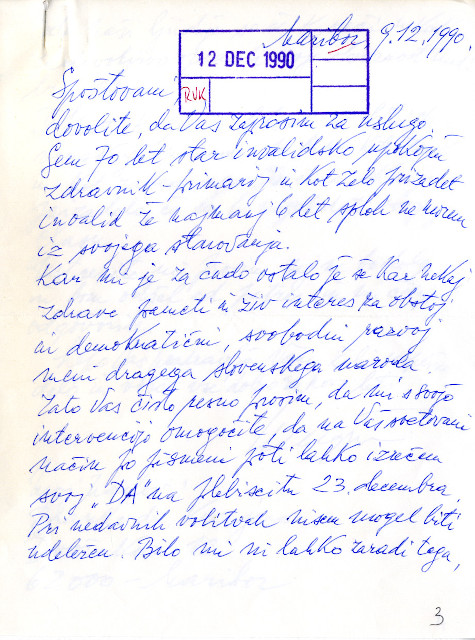 Maribor, 9.12.1990.
12 DEC 1990
RVK
Spoštovani,
dovolite, da Vas zaprosim za uslugo.
Sem 70 let star invalidsko upokojen
zdravnik-primarij in kot zelo prizadet
invalid že najmanj 6 let sploh ne morem
iz svojega stanovanja.
Kar mi je za čudo ostalo je še kar nekaj
zdrave pameti in živ interes za obstoj
in demokratični, svobodni razvoj
meni dragega slovenskega naroda.
Zato Vas čisto resno prosim, da mi s svojo
intervencijo omogočite, da na Vaš svetovani
način po pismeni poti lahko izrečem
svoj "DA" na plebiscitu 23. decembra.
Pri nedavnih volitvah nisem mogel biti
udeležen. Bilo mi ni lahko zaradi tega,
3